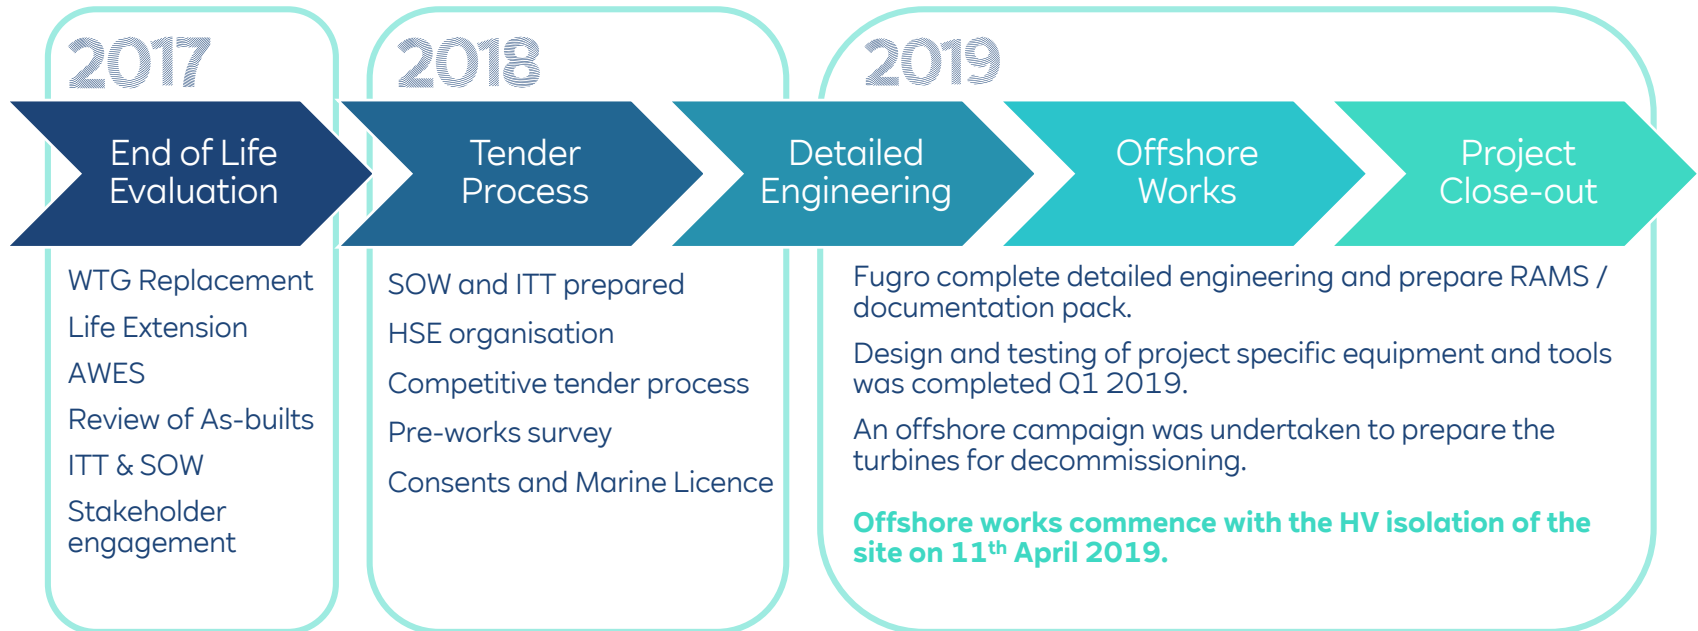 2017
2018
2019
End of Life
Evaluation
Tender
Process
Detailed
Engineering
Offshore
Works
Project
Close-out
WTG Replacement
Life Extension
AWES
Review of As-builts
ITT & SOW
Stakeholder
engagement
SOW and ITT prepared
HSE organisation
Competitive tender process
Pre-works survey
Consents and Marine Licence
Fugro complete detailed engineering and prepare RAMS /
documentation pack.
Design and testing of project specific equipment and tools
was completed Q1 2019.
An offshore campaign was undertaken to prepare the
turbines for decommissioning.
Offshore works commence with the HV isolation of the
site on 11th April 2019.